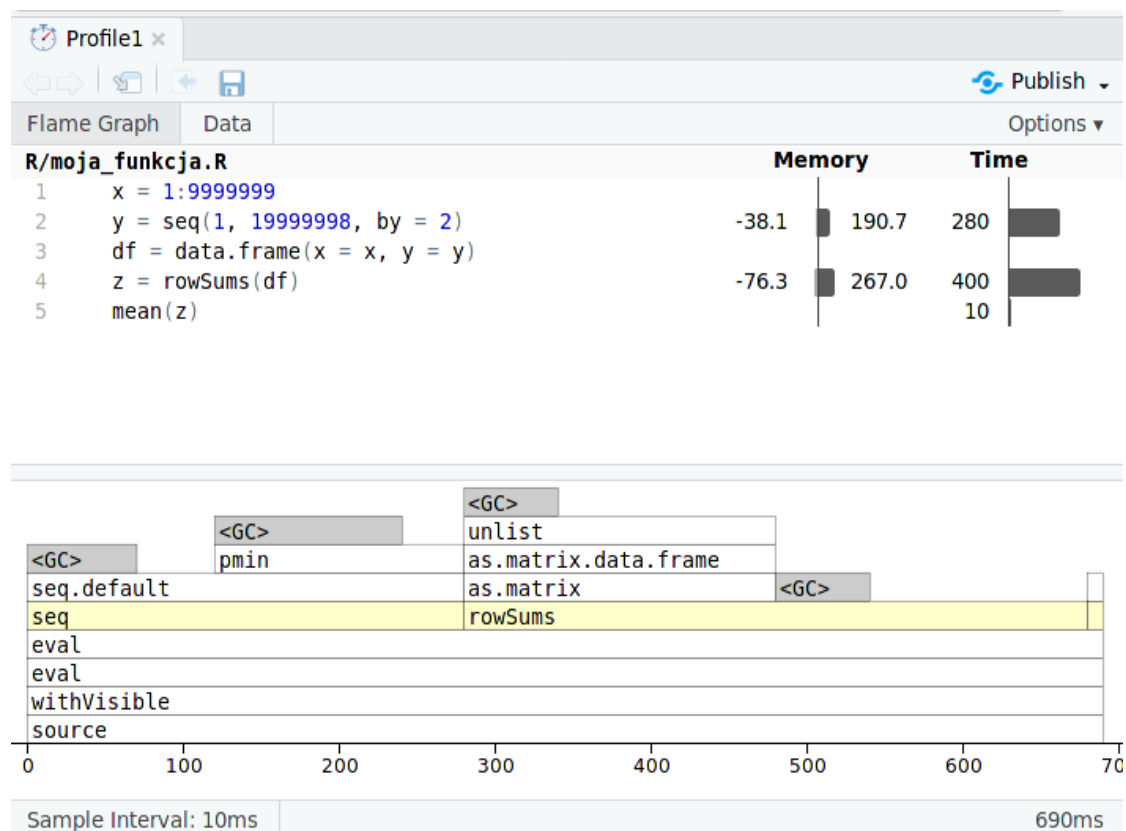 Profile1 ×
Publish
Flame Graph Data Options ▾
R/moja_funkcja.R Memory Time
1 x = 1:9999999
2 y = seq(1, 19999998, by = 2) -38.1 190.7 280
3 df = data.frame(x = x, y = y)
4 z = rowSums(df) -76.3 267.0 400
5 mean(z) 10
<GC>
<GC> unlist
<GC> pmin as.matrix.data.frame
seq.default as.matrix <GC>
seq rowSums
eval
eval
withVisible
source
0 100 200 300 400 500 600 70
Sample Interval: 10ms 690ms